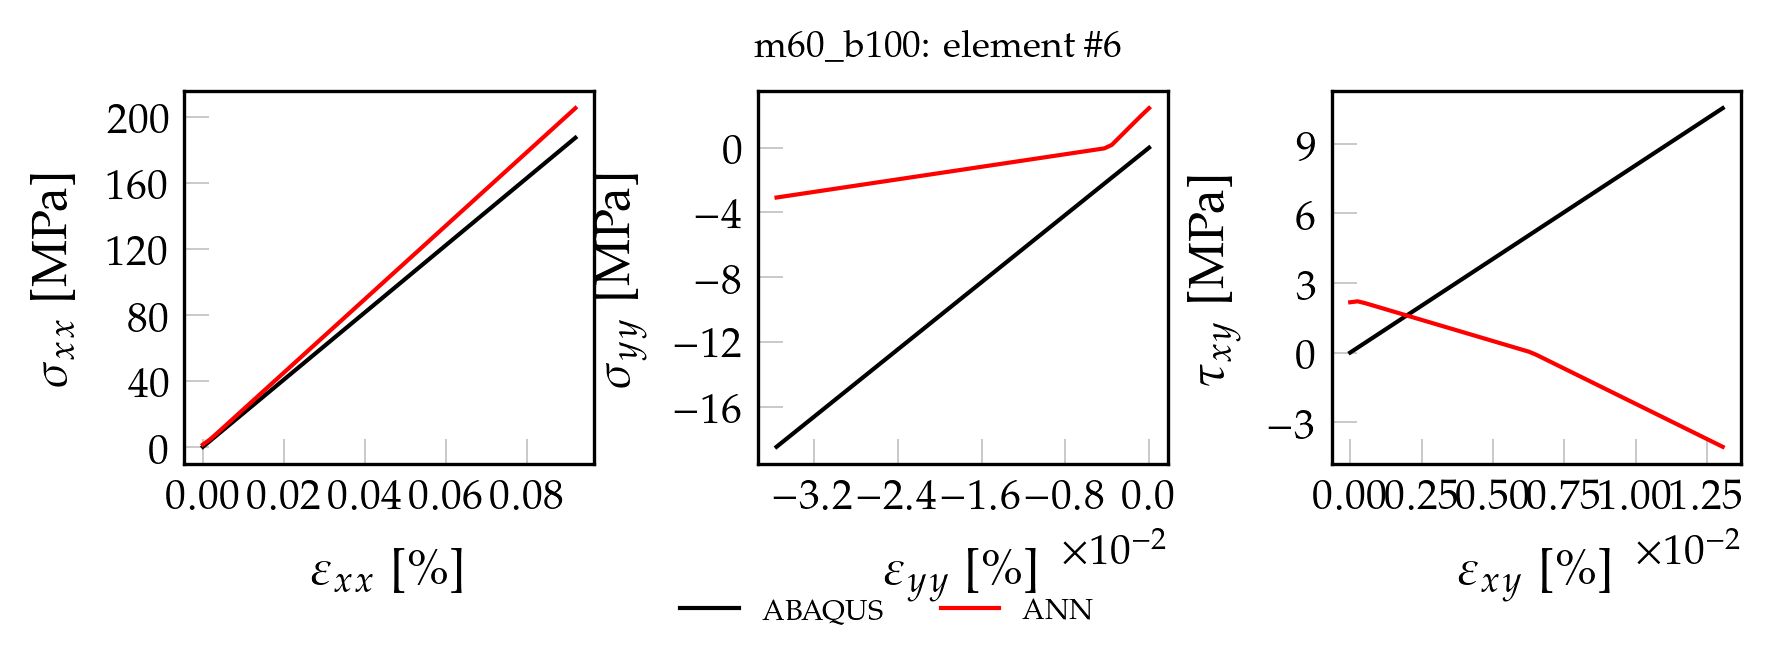 m60_b100: element #6
σxx [MPa]
200
160
120
80
40
0
0.00 0.02 0.04 0.06 0.08
εxx [%]
σyy [MPa]
0
−4
−8
−12
−16
−3.2 −2.4 −1.6 −0.8 0.0
×10−2
εyy [%]
τxy [MPa]
9
6
3
0
−3
0.00 0.25 0.50 0.75 1.00 1.25
×10−2
εxy [%]
ABAQUS ANN